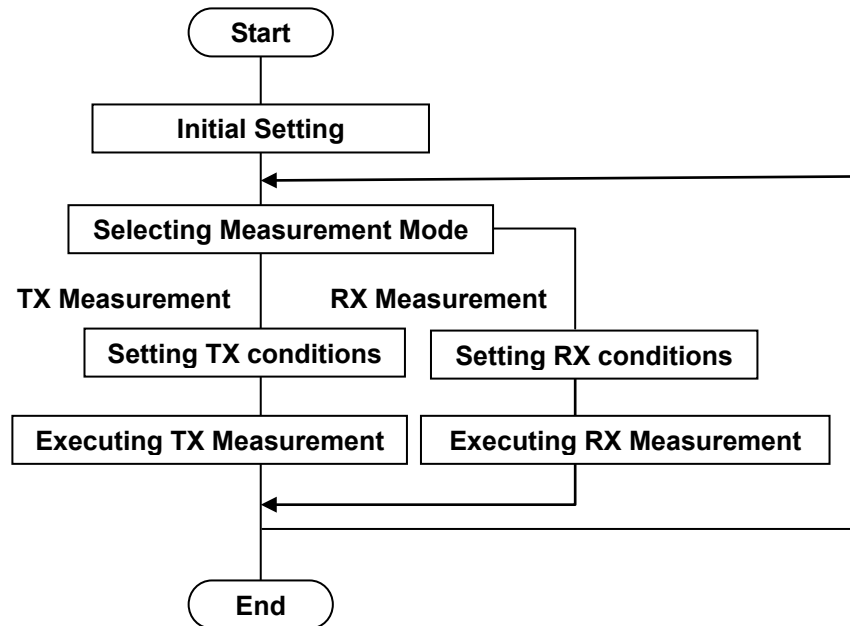 Start
Initial Setting
Selecting Measurement Mode
TX Measurement
RX Measurement
Setting TX conditions
Setting RX conditions
Executing TX Measurement
Executing RX Measurement
End